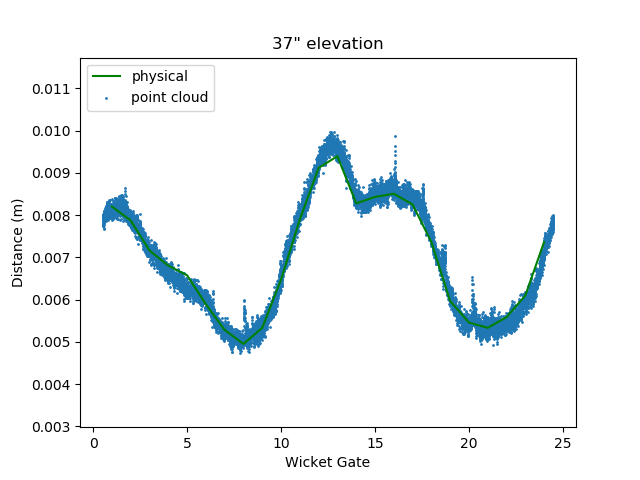 37" elevation
physical
point cloud
0.011
0.010
0.009
0.008
0.007
0.006
0.005
0.004
0.003
Distance (m)
0 5 10 15 20 25
Wicket Gate